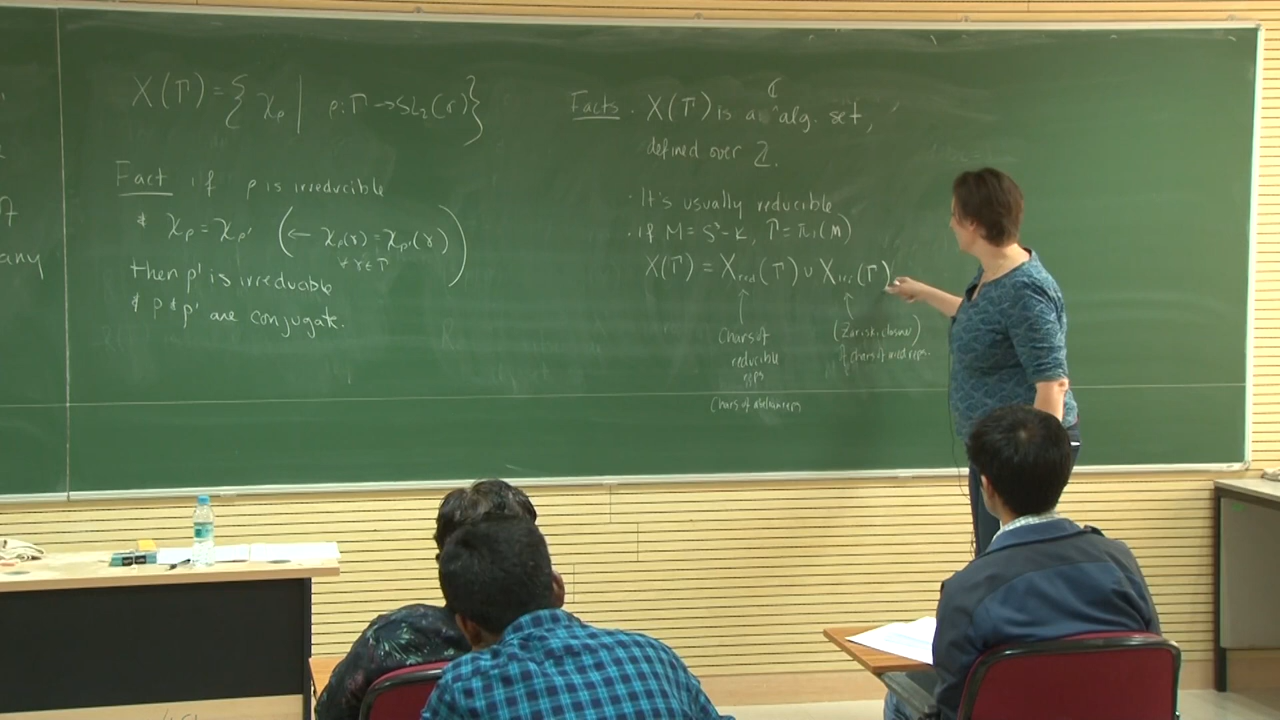 X(Γ) = { χρ | ρ: Γ → SL₂(ℂ) }
Fact if ρ is irreducible
& χρ = χρ' (← χρ(γ) = χρ'(γ)
∀ γ ∈ Γ)
then ρ' is irreducible
& ρ & ρ' are conjugate.
any
Facts · X(Γ) is a ℂ alg. set,
defined over ℤ.
· It's usually reducible
· if M = S³ - K, Γ = π₁(M)
X(Γ) = Xred(Γ) ∪ Xirr(Γ)
↑ ↑
Chars of
reducible
reps
Chars of abelian reps
(Zariski closure)
of chars of irred reps.